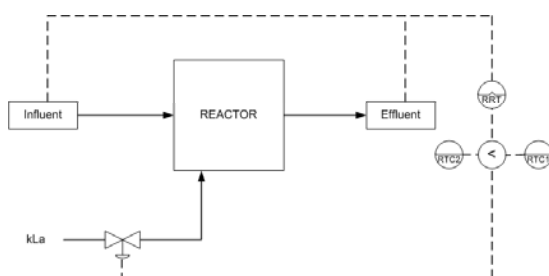 RRT
Influent
REACTOR
Effluent
RTC2
<
RTC1
kLa